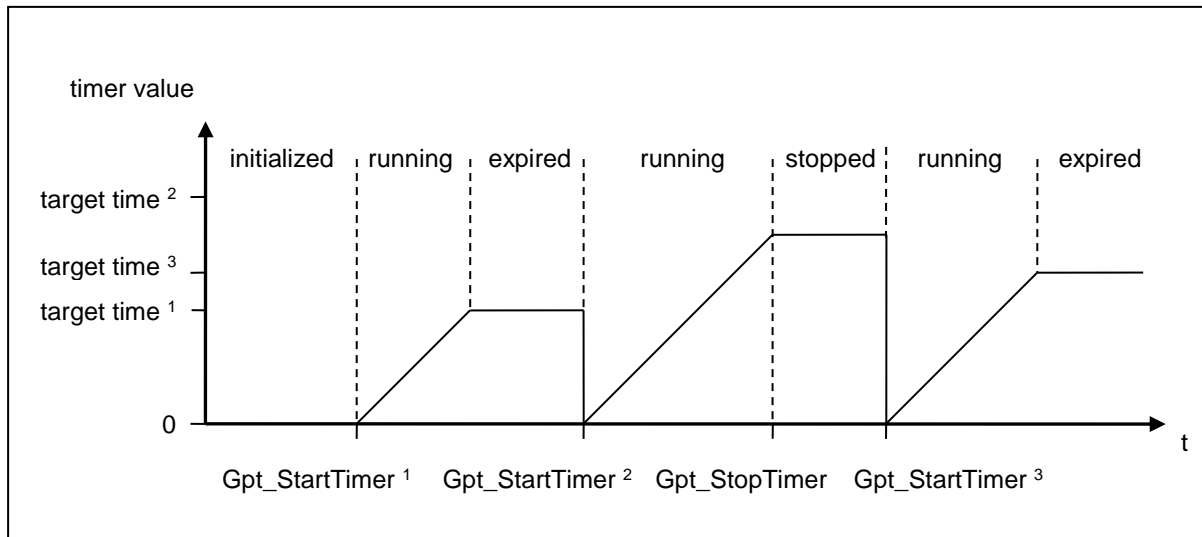 timer value
initialized running expired running stopped running expired
target time ²
target time ³
target time ¹
0
t
Gpt_StartTimer ¹ Gpt_StartTimer ² Gpt_StopTimer Gpt_StartTimer ³